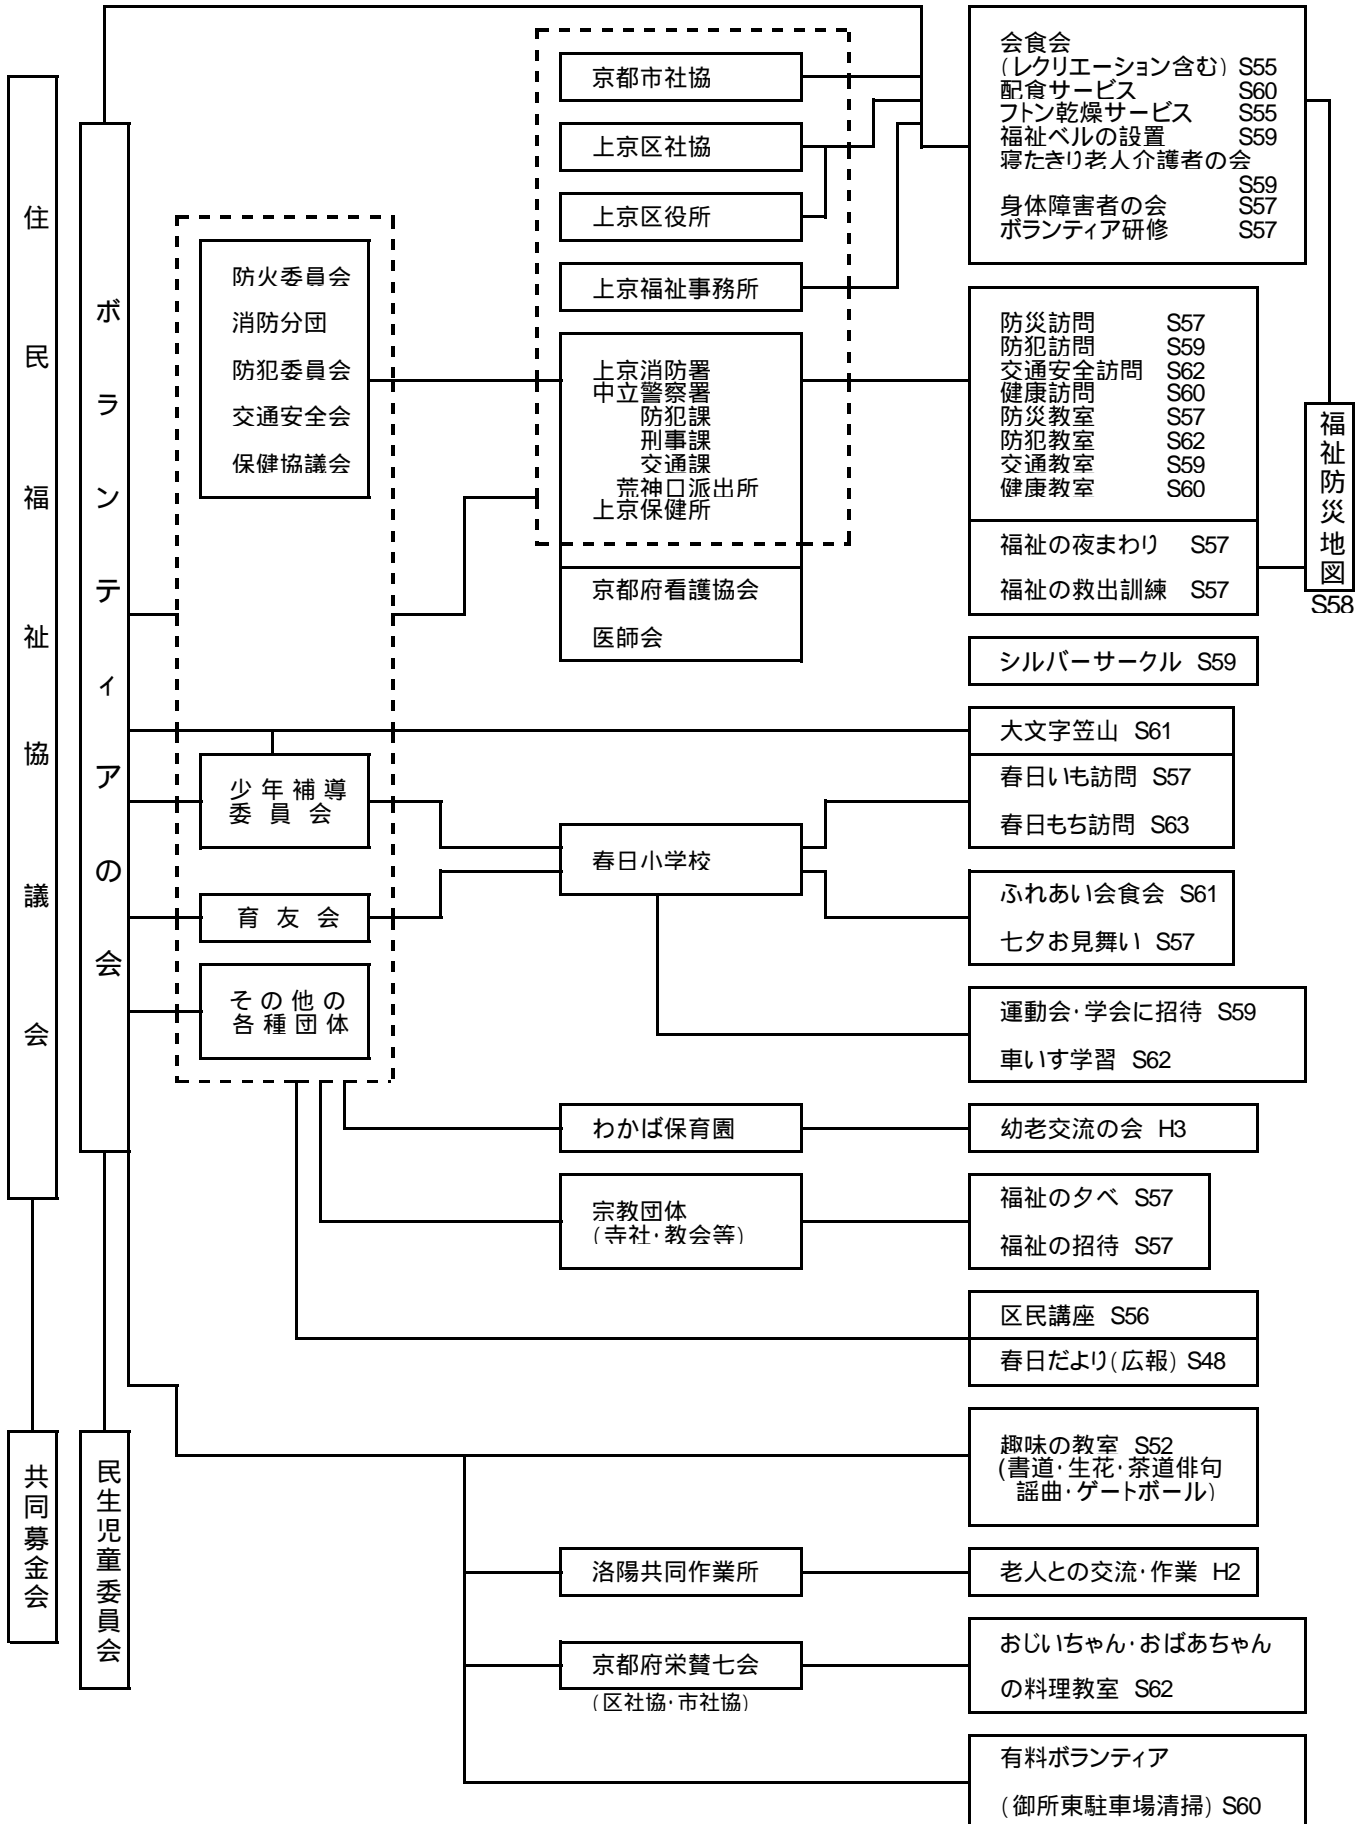 住民福祉協議会
共同募金会
ボランティアの会
民生児童委員会
防火委員会
消防分団
防犯委員会
交通安全会
保健協議会
少年補導
委員会
育友会
その他の
各種団体
京都市社協
上京区社協
上京区役所
上京福祉事務所
上京消防署
中立警察署
防犯課
刑事課
交通課
荒神口派出所
上京保健所
京都府看護協会
医師会
春日小学校
わかば保育園
宗教団体
(寺社・教会等)
洛陽共同作業所
京都府栄賛七会
(区社協・市社協)
会食会
(レクリエーション含む) S55
配食サービス S60
フトン乾燥サービス S55
福祉ベルの設置 S59
寝たきり老人介護者の会
S59
身体障害者の会 S57
ボランティア研修 S57
防災訪問 S57
防犯訪問 S59
交通安全訪問 S62
健康訪問 S60
防災教室 S57
防犯教室 S62
交通教室 S59
健康教室 S60
福祉の夜まわり S57
福祉の救出訓練 S57
シルバーサークル S59
大文字笠山 S61
春日いも訪問 S57
春日もち訪問 S63
ふれあい会食会 S61
七夕お見舞い S57
運動会・学会に招待 S59
車いす学習 S62
幼老交流の会 H3
福祉の夕べ S57
福祉の招待 S57
区民講座 S56
春日だより(広報) S48
趣味の教室 S52
(書道・生花・茶道俳句
謡曲・ゲートボール)
老人との交流・作業 H2
おじいちゃん・おばあちゃん
の料理教室 S62
有料ボランティア
(御所東駐車場清掃) S60
福祉防災地図
S58